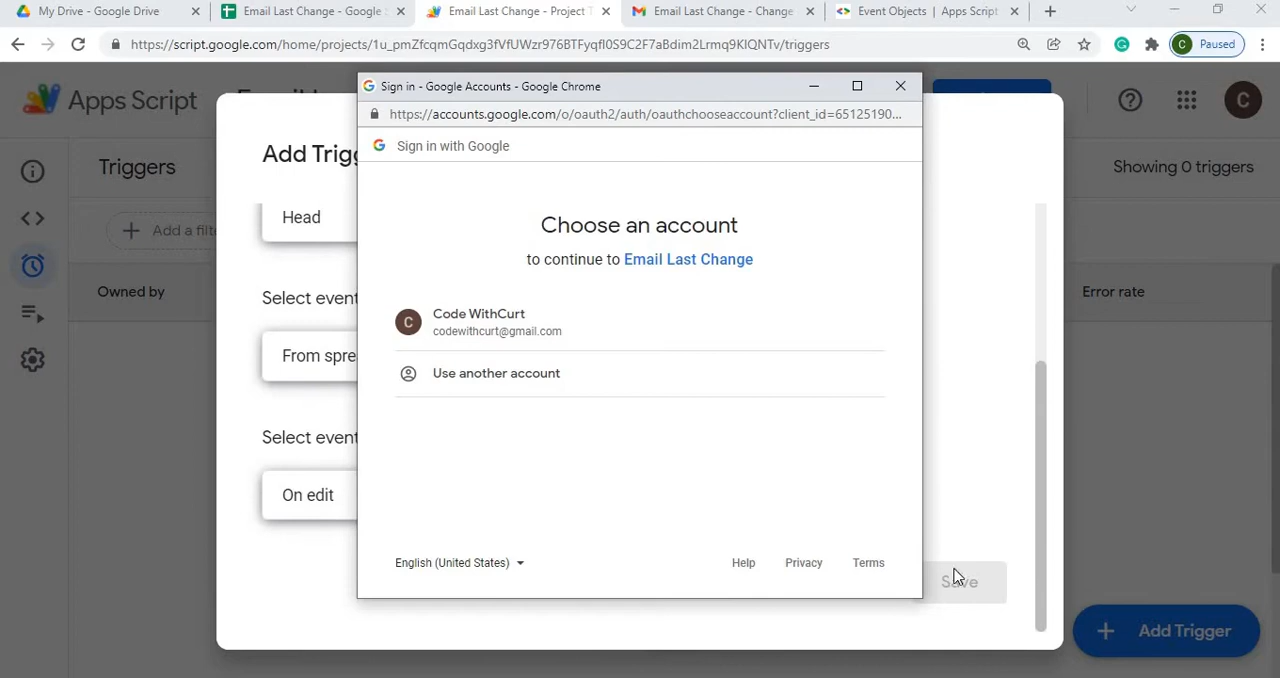 My Drive - Google Drive
Email Last Change - Google
Email Last Change - Project T
Email Last Change - Change
Event Objects | Apps Script
https://script.google.com/home/projects/1u_pmZfcqmGqdxq3fVfUWzr976BTFyqfl0S9C2F7aBdim2Lrmq9KIQNTv/triggers
C Paused
Apps Script
C
Sign in - Google Accounts - Google Chrome
https://accounts.google.com/o/oauth2/auth/oauthchooseaccount?client_id=65125190...
Sign in with Google
Triggers
Showing 0 triggers
Add a filte
Owned by
Error rate
Add Trigg
Head
Select event
From spre
Select event
On edit
Choose an account
to continue to Email Last Change
C
Code WithCurt
codewithcurt@gmail.com
Use another account
English (United States)
Help
Privacy
Terms
Save
Add Trigger